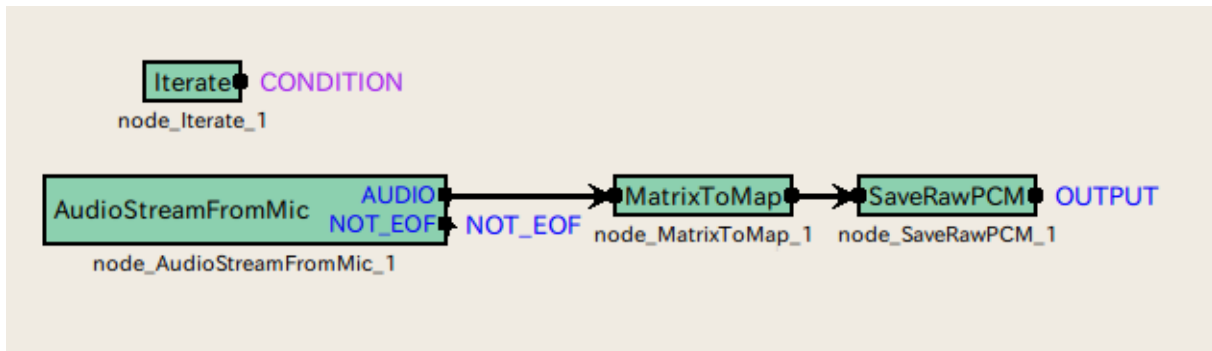 Iterate CONDITION
node_Iterate_1
AUDIO
AudioStreamFromMic
NOT_EOF NOT_EOF
node_AudioStreamFromMic_1
MatrixToMap
node_MatrixToMap_1
SaveRawPCM OUTPUT
node_SaveRawPCM_1